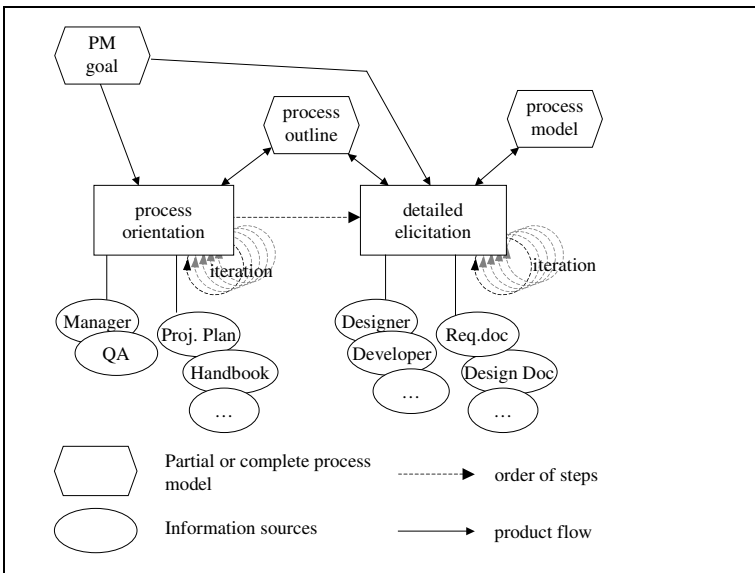 PM
goal
process
outline
process
model
process
orientation
detailed
elicitation
iteration
iteration
Manager
QA
Proj. Plan
Handbook
…
Designer
Developer
…
Req.doc
Design Doc
…
Partial or complete process
model
order of steps
Information sources
product flow